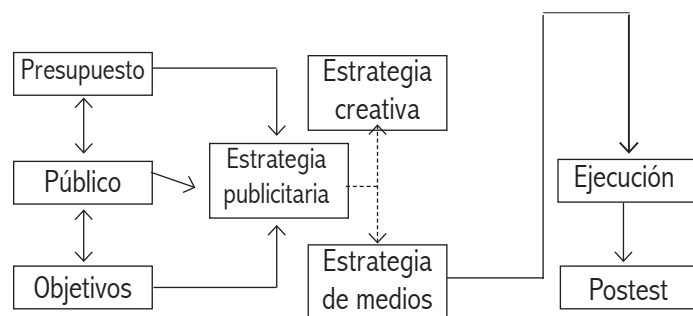 Presupuesto
Público
Objetivos
Estrategia
publicitaria
Estrategia
creativa
Estrategia
de medios
Ejecución
Postest